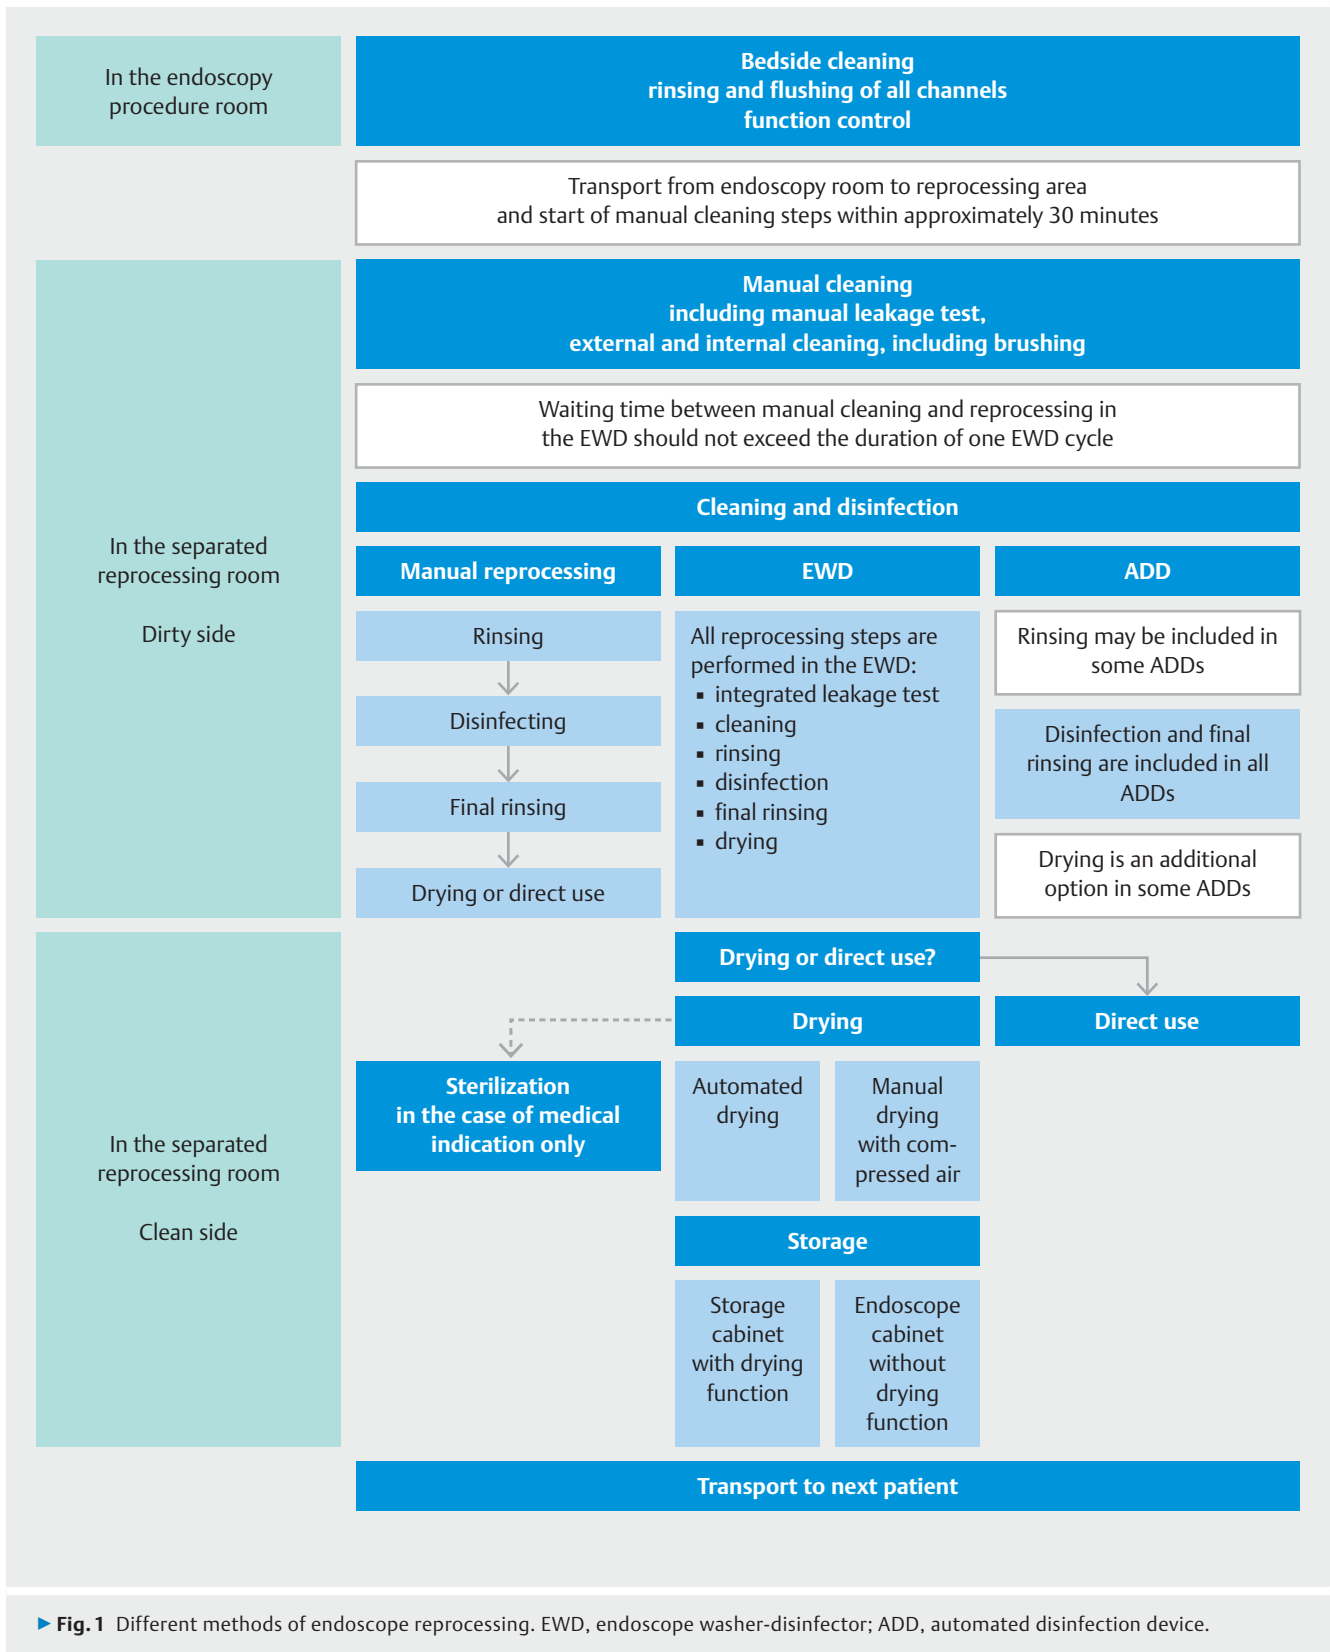 In the endoscopy
procedure room
Bedside cleaning
rinsing and flushing of all channels
function control
Transport from endoscopy room to reprocessing area
and start of manual cleaning steps within approximately 30 minutes
In the separated
reprocessing room
Dirty side
Manual cleaning
including manual leakage test,
external and internal cleaning, including brushing
Waiting time between manual cleaning and reprocessing in
the EWD should not exceed the duration of one EWD cycle
Cleaning and disinfection
Manual reprocessing
Rinsing
Disinfecting
Final rinsing
Drying or direct use
EWD
All reprocessing steps are
performed in the EWD:
▪ integrated leakage test
▪ cleaning
▪ rinsing
▪ disinfection
▪ final rinsing
▪ drying
ADD
Rinsing may be included in
some ADDs
Disinfection and final
rinsing are included in all
ADDs
Drying is an additional
option in some ADDs
In the separated
reprocessing room
Clean side
Drying or direct use?
Drying
Direct use
Sterilization
in the case of medical
indication only
Automated
drying
Manual
drying
with com-
pressed air
Storage
Storage
cabinet
with drying
function
Endoscope
cabinet
without
drying
function
Transport to next patient
▶ Fig. 1 Different methods of endoscope reprocessing. EWD, endoscope washer-disinfector; ADD, automated disinfection device.